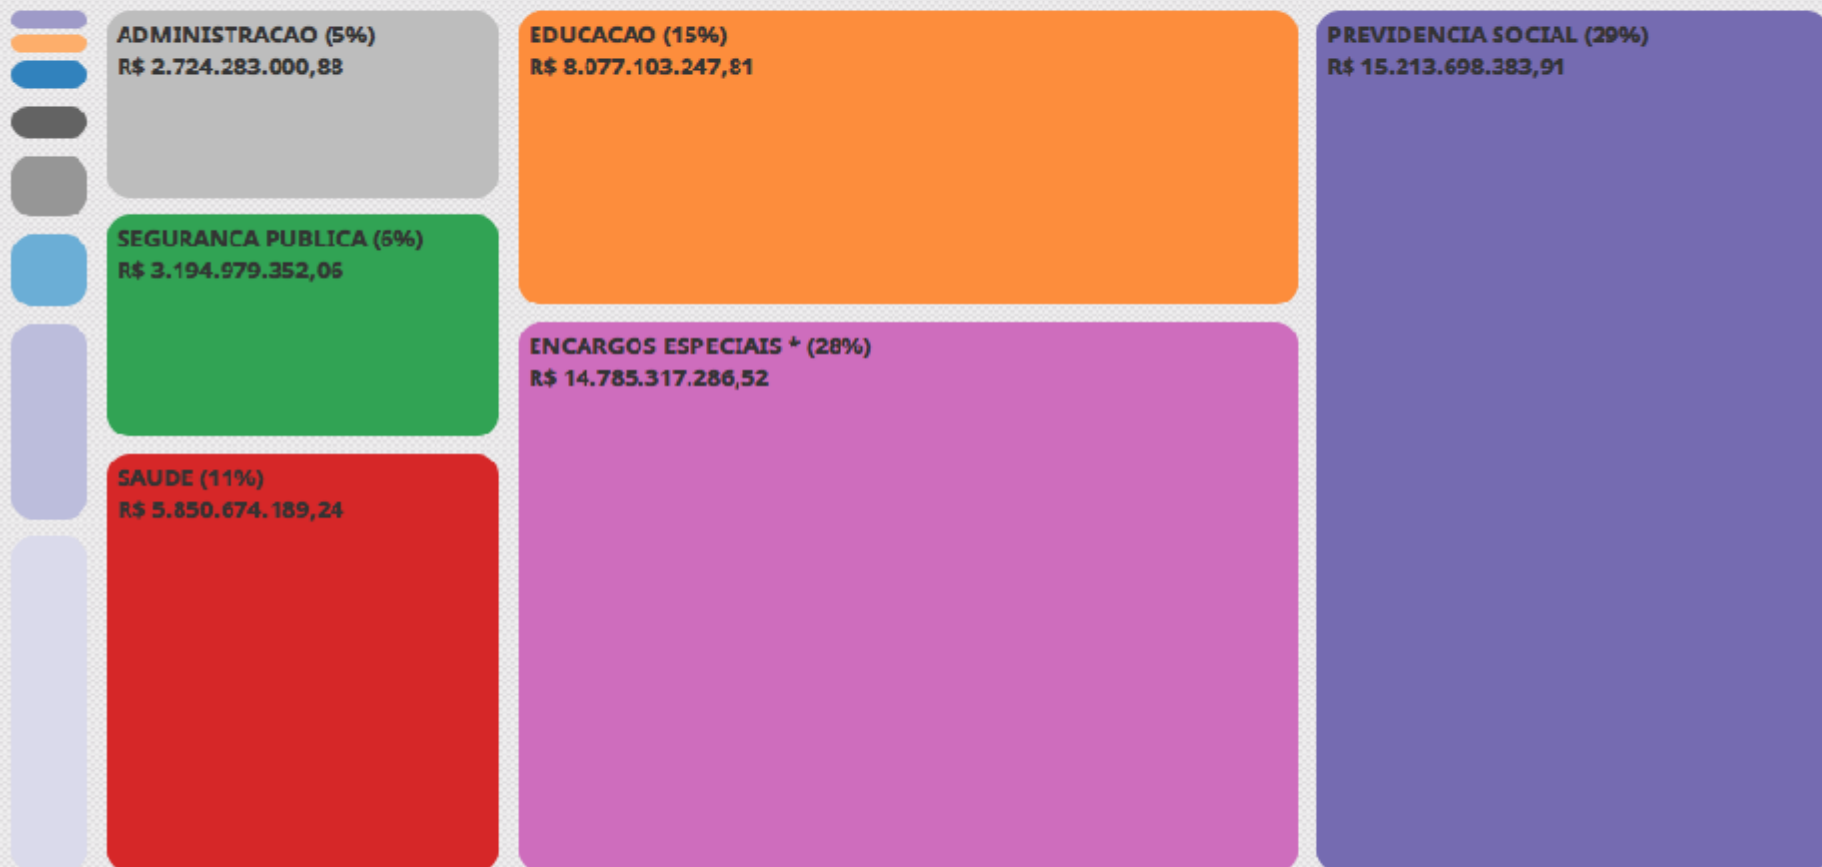 ADMINISTRACAO (5%)
R$ 2.724.283.000,88
SEGURANCA PUBLICA (6%)
R$ 3.194.979.352,06
SAUDE (11%)
R$ 5.850.674.189,24
EDUCACAO (15%)
R$ 8.077.103.247,81
ENCARGOS ESPECIAIS * (28%)
R$ 14.785.317.286,52
PREVIDENCIA SOCIAL (29%)
R$ 15.213.698.383,91